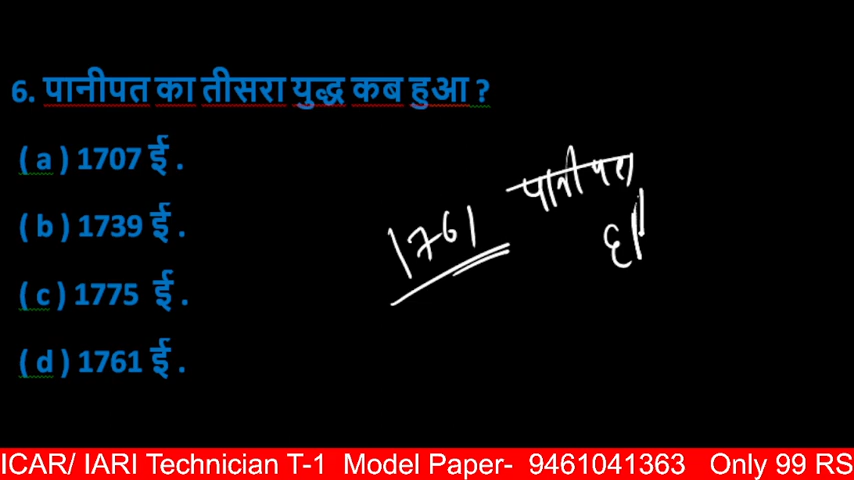 6. पानीपत का तीसरा युद्ध कब हुआ ?
( a ) 1707 ई .
( b ) 1739 ई .
( c ) 1775 ई .
( d ) 1761 ई .
1761
पानीपत
ICAR/ IARI Technician T-1 Model Paper- 9461041363 Only 99 RS